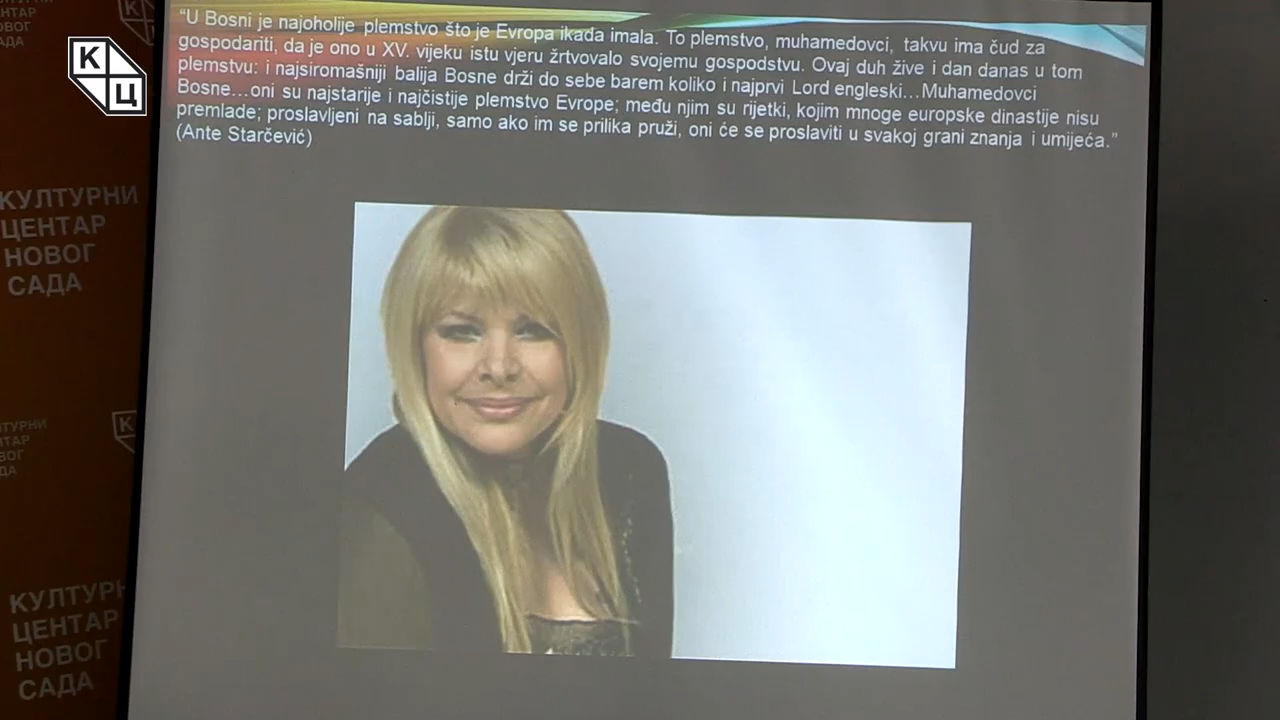 “U Bosni je najoholije plemstvo što je Evropa ikada imala. To plemstvo, muhamedovci, takvu ima čud za
gospodariti, da je ono u XV. vijeku istu vjeru žrtvovalo svojemu gospodstvu. Ovaj duh žive i dan danas u tom
plemstvu: i najsiromašniji balija Bosne drži do sebe barem koliko i najprvi Lord engleski…Muhamedovci
Bosne…oni su najstarije i najčistije plemstvo Evrope; među njim su rijetki, kojim mnoge europske dinastije nisu
premlade; proslavljeni na sablji, samo ako im se prilika pruži, oni će se proslaviti u svakoj grani znanja i umijeća.”
(Ante Starčević)
К
Ц
КУЛТУРНИ
ЦЕНТАР
НОВОГ
САДА
КУЛТУРН
ЦЕНТАР
НОВОГ
САДА